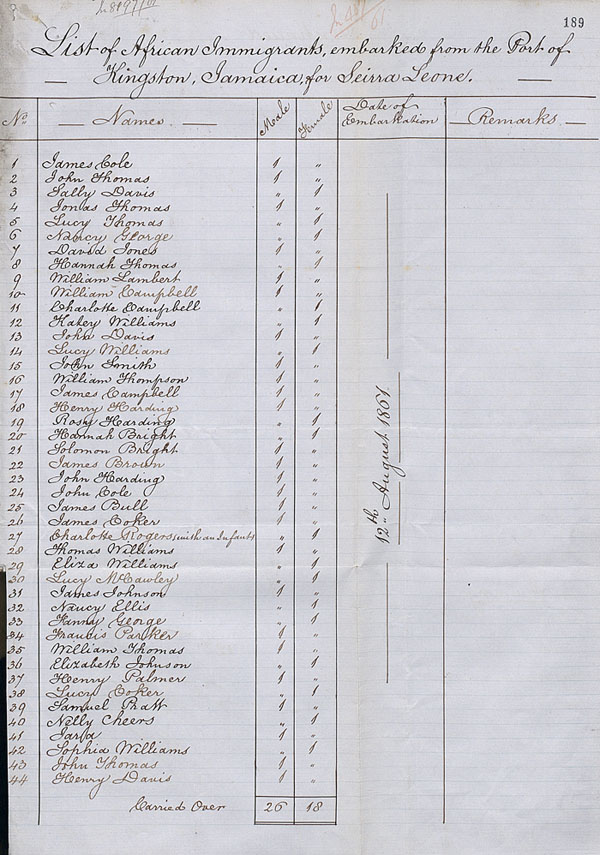 189
List of African Immigrants, embarked from the Port of
Kingston, Jamaica, for Seirra Leone.
No. Names Male Female Date of Embarkation Remarks
1 James Cole 1 "
2 John Thomas 1 "
3 Sally Davis " 1
4 Jonas Thomas 1 "
5 Lucy Thomas " 1
6 Nancy George " 1
7 David Jones 1 "
8 Hannah Thomas " 1
9 William Lambert 1 "
10 William Campbell 1 "
11 Charlotte Campbell " 1
12 Katey Williams " 1
13 John Davis 1 "
14 Lucy Williams " 1
15 John Smith 1 "
16 William Thompson 1 "
17 James Campbell 1 "
18 Henry Harding 1 "
19 Rosy Harding " 1
20 Hannah Bright " 1
21 Solomon Bright 1 "
22 James Brown 1 "
23 John Harding 1 "
24 John Cole 1 "
25 James Bull 1 "
26 James Coker 1 "
27 Charlotte Rogers (with an Infant) " 1
28 Thomas Williams 1 "
29 Eliza Williams " 1
30 Lucy McCawley " 1
31 James Johnson 1 "
32 Nancy Ellis " 1
33 Fanny George " 1
34 Francis Parker 1 "
35 William Thomas 1 "
36 Elizabeth Johnson " 1
37 Henry Palmer 1 "
38 Lucy Coker " 1
39 Samuel Pratt 1 "
40 Nelly Cheers " 1
41 1 "
42 Sophia Williams " 1
43 John Thomas 1 "
44 Henry Davis 1 "
Carried Over 26 18
12th August 1861.